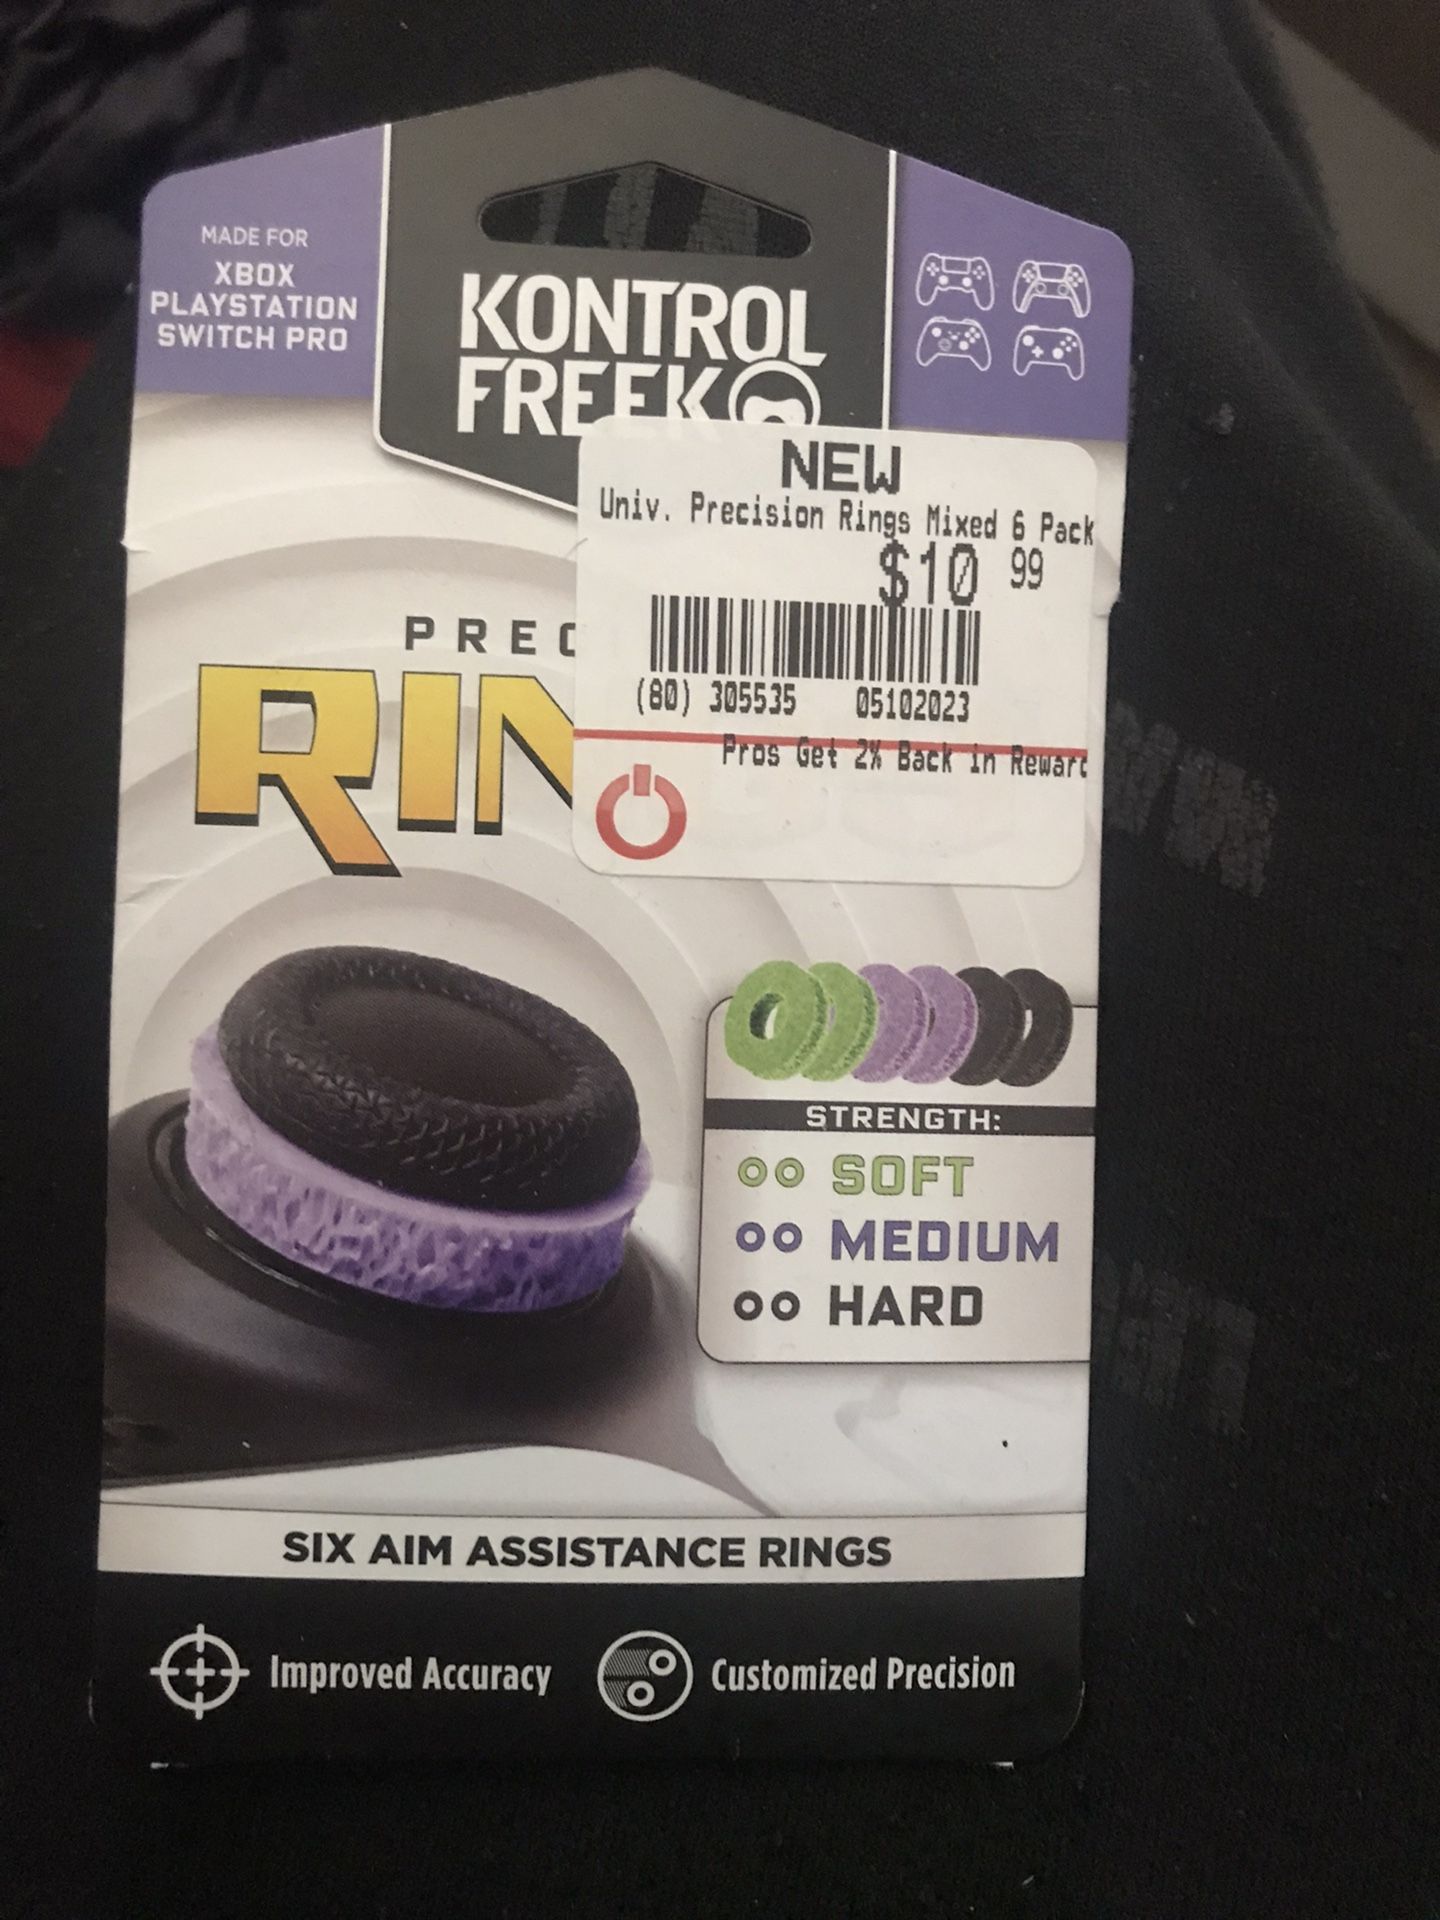 MADE FOR
XBOX
PLAYSTATION
SWITCH PRO
KONTROL
FREEK
NEW
Univ. Precision Rings Mixed 6 Pack
$10 99
(80) 305535 05102023
Pros Get 2% Back in Rewarc
PREC
RIN
STRENGTH:
SOFT
MEDIUM
HARD
SIX AIM ASSISTANCE RINGS
Improved Accuracy
Customized Precision